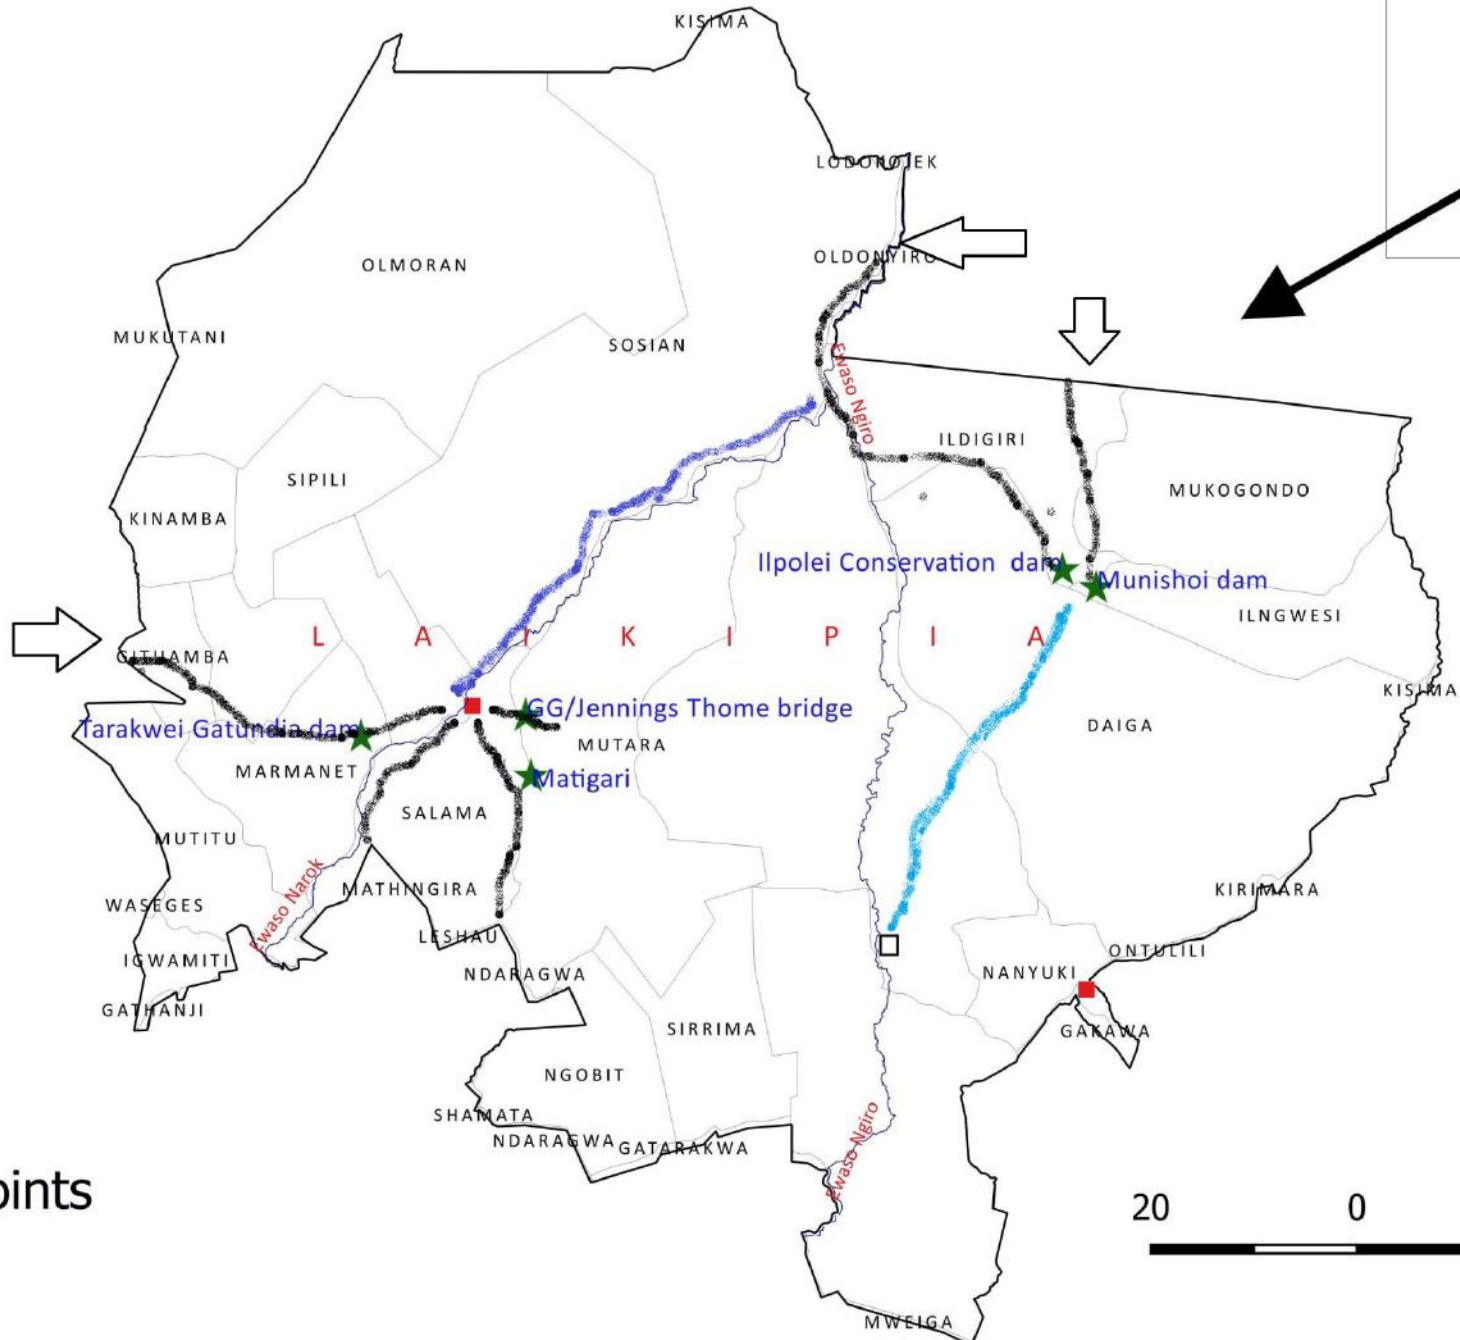 KISIMA
LODONOJEK
OLDONYIRO
OLMORAN
MUKUTANI
SOSIAN
Ewaso Ngiro
ILDIGIRI
SIPILI
MUKOGONDO
KINAMBA
Ilpolei Conservation dam
Munishoi dam
ILNGWESI
L A I K I P I A
GITHAMBA
KISIMA
Tarakwei Gatundia dam
GG/Jennings Thome bridge
DAIGA
MUTARA
MARMANET
Matigari
SALAMA
MUTITU
Ewaso Narok
MATHINGIRA
KIRIMARA
WASEGES
LESHAU
ONTULILI
IGWAMITI
NDARAGWA
NANYUKI
GATHANJI
SIRRIMA
GAKAWA
NGOBIT
SHAMATA
NDARAGWA
GATARAKWA
Ewaso Ngiro
oints
20 0
MWEIGA